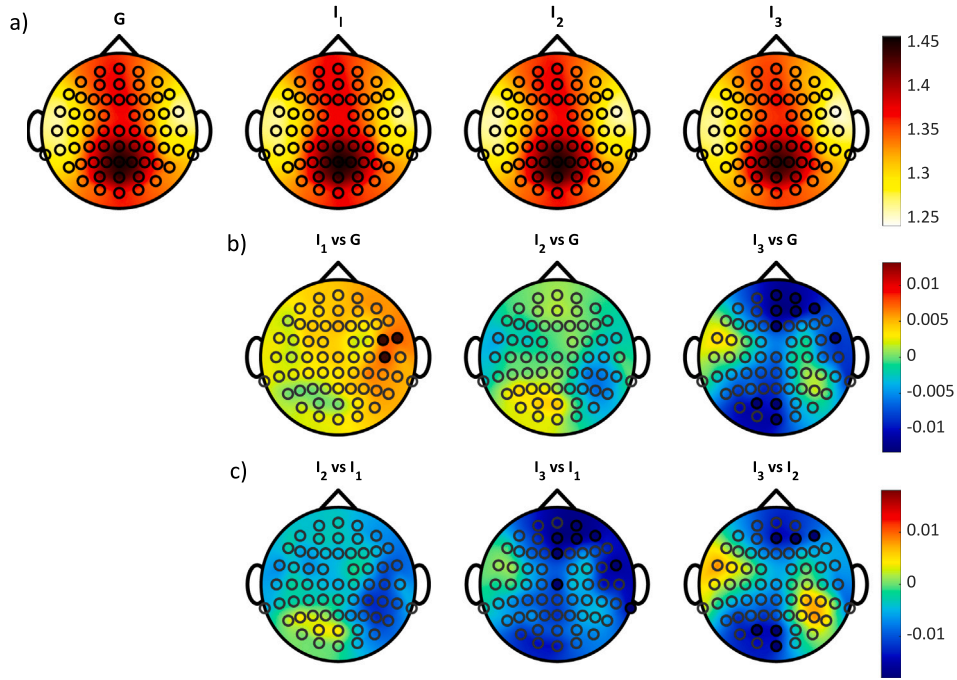 a)
G I₁ I₂ I₃
1.45
1.4
1.35
1.3
1.25
b)
I₁ vs G I₂ vs G I₃ vs G
0.01
0.005
0
-0.005
-0.01
c)
I₂ vs I₁ I₃ vs I₁ I₃ vs I₂
0.01
0
-0.01